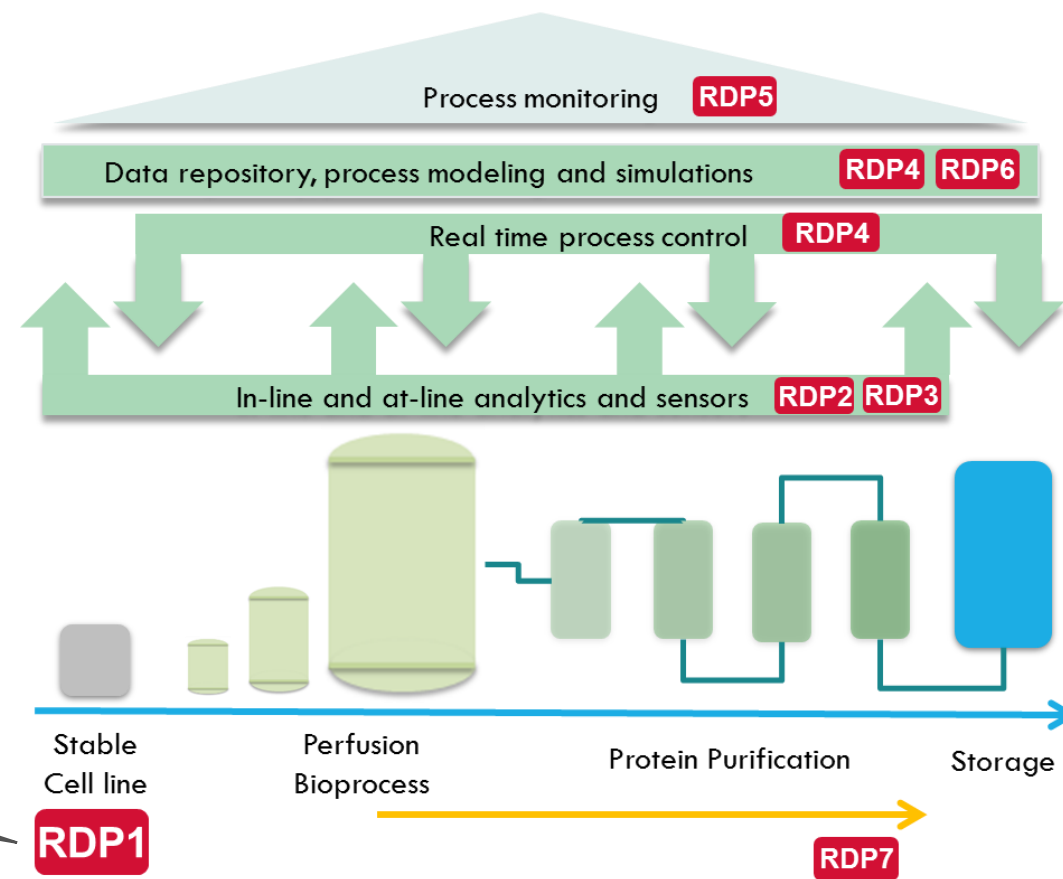 Process monitoring RDP5
Data repository, process modeling and simulations RDP4 RDP6
Real time process control RDP4
In-line and at-line analytics and sensors RDP2 RDP3
Stable
Cell line
RDP1
Perfusion
Bioprocess
Protein Purification
Storage
RDP7